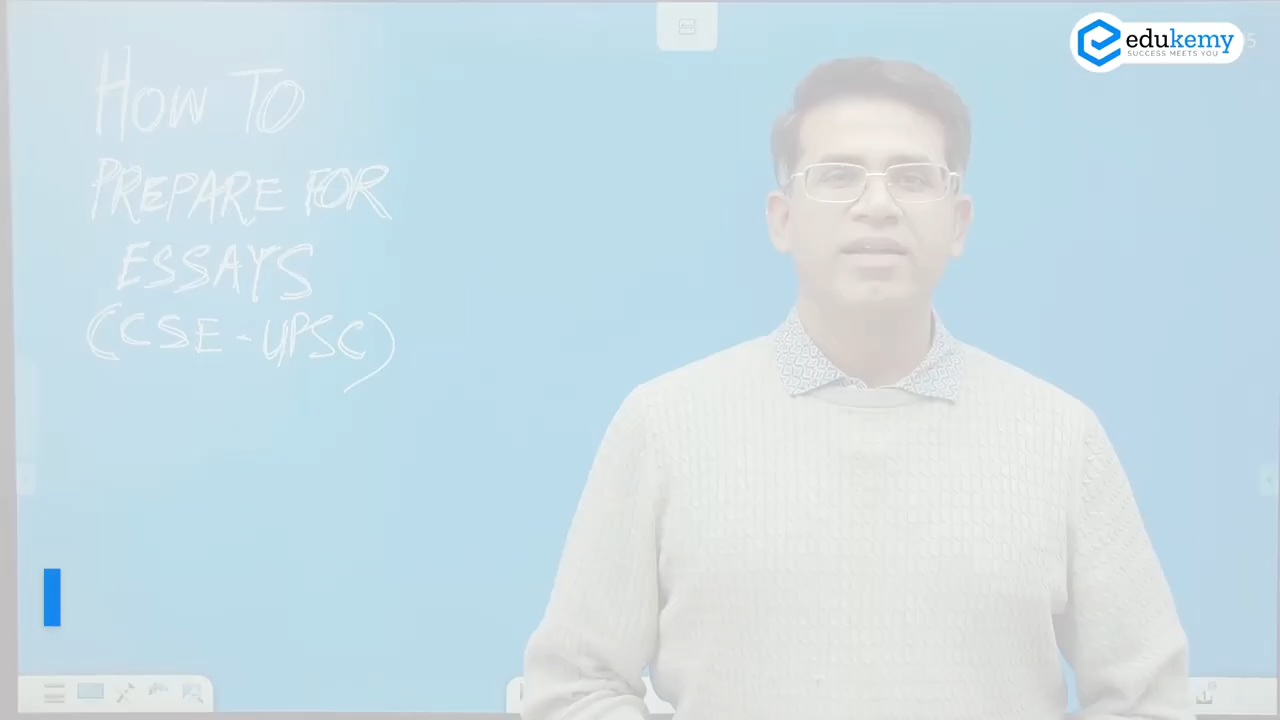 HOW TO
PREPARE FOR
ESSAYS
(CSE-UPSC)
edukemy
SUCCESS MEETS YOU